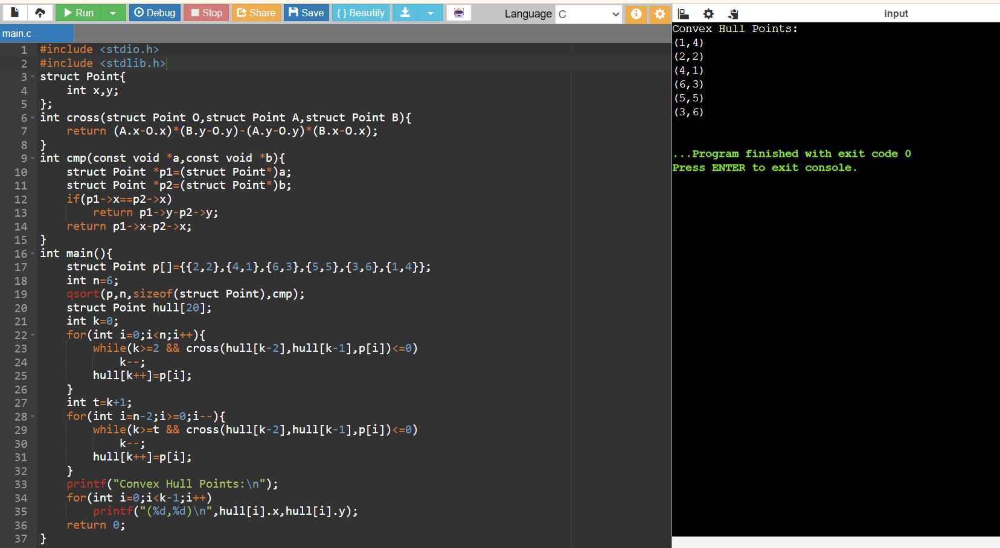 Run Debug Stop Share Save { } Beautify Language C input
main.c
1 #include <stdio.h>
2 #include <stdlib.h>
3 struct Point{
4     int x,y;
5 };
6 int cross(struct Point O,struct Point A,struct Point B){
7     return (A.x-O.x)*(B.y-O.y)-(A.y-O.y)*(B.x-O.x);
8 }
9 int cmp(const void *a,const void *b){
10     struct Point *p1=(struct Point*)a;
11     struct Point *p2=(struct Point*)b;
12     if(p1->x==p2->x)
13         return p1->y-p2->y;
14     return p1->x-p2->x;
15 }
16 int main(){
17     struct Point p[]={{2,2},{4,1},{6,3},{5,5},{3,6},{1,4}};
18     int n=6;
19     qsort(p,n,sizeof(struct Point),cmp);
20     struct Point hull[20];
21     int k=0;
22     for(int i=0;i<n;i++){
23         while(k>=2 && cross(hull[k-2],hull[k-1],p[i])<=0)
24             k--;
25         hull[k++]=p[i];
26     }
27     int t=k+1;
28     for(int i=n-2;i>=0;i--){
29         while(k>=t && cross(hull[k-2],hull[k-1],p[i])<=0)
30             k--;
31         hull[k++]=p[i];
32     }
33     printf("Convex Hull Points:\n");
34     for(int i=0;i<k-1;i++)
35         printf("(%d,%d)\n",hull[i].x,hull[i].y);
36     return 0;
37 }
Convex Hull Points:
(1,4)
(2,2)
(4,1)
(6,3)
(5,5)
(3,6)
...Program finished with exit code 0
Press ENTER to exit console.